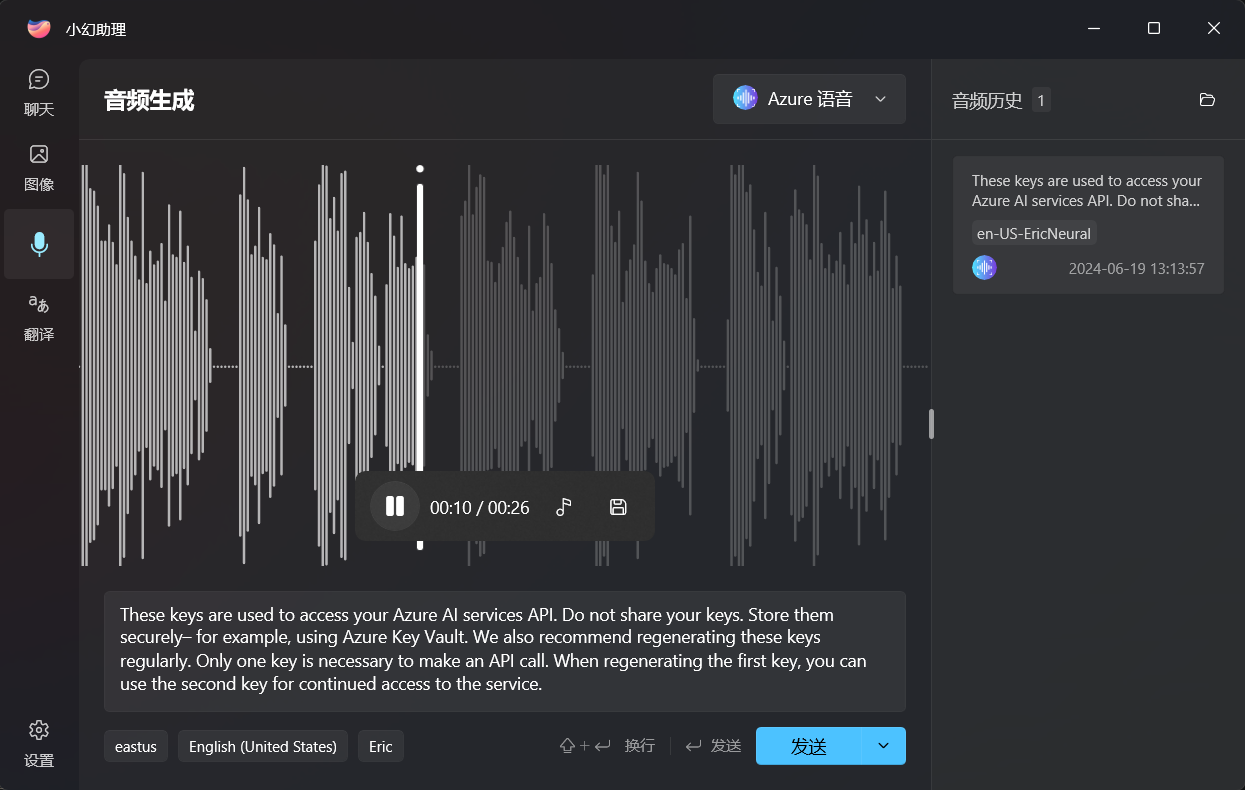 小幻助理
聊天
图像
翻译
设置
音频生成
Azure 语音
00:10 / 00:26
These keys are used to access your Azure AI services API. Do not share your keys. Store them
securely– for example, using Azure Key Vault. We also recommend regenerating these keys
regularly. Only one key is necessary to make an API call. When regenerating the first key, you can
use the second key for continued access to the service.
eastus
English (United States)
Eric
+ 换行
发送
发送
音频历史 1
These keys are used to access your
Azure AI services API. Do not sha...
en-US-EricNeural
2024-06-19 13:13:57